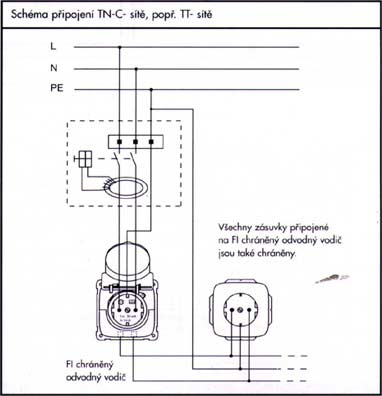 Schéma připojení TN-C- sítě, popř. TT- sítě
L
N
PE
Všechny zásuvky připojené
na FI chráněný odvodný vodič
jsou také chráněny.
FI chráněný
odvodný vodič